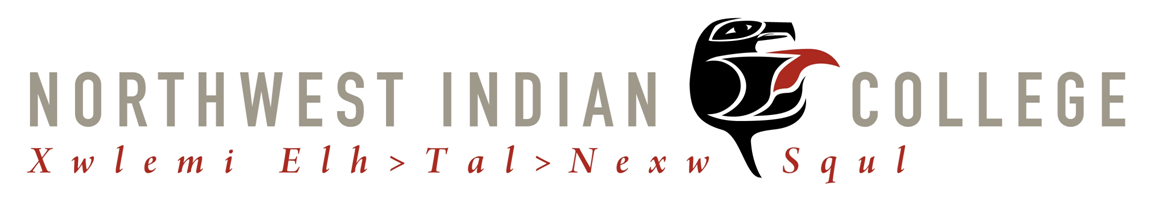 NORTHWEST INDIAN COLLEGE
Xwlemi Elh>Tal>Nexw Squl